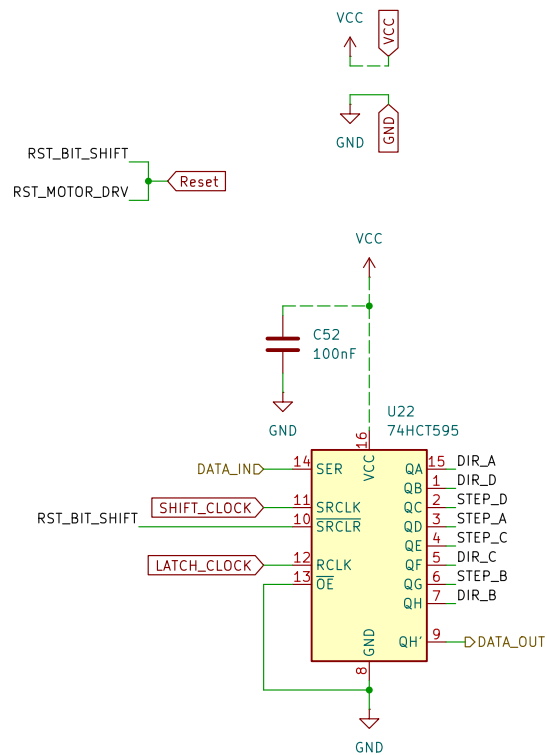 VCC
VCC
GND
GND
RST_BIT_SHIFT
Reset
RST_MOTOR_DRV
VCC
C52
100nF
GND
U22
74HCT595
16
VCC
DATA_IN
14
SER
QA
15
DIR_A
QB
1
DIR_D
SHIFT_CLOCK
11
SRCLK
QC
2
STEP_D
RST_BIT_SHIFT
10
SRCLR
QD
3
STEP_A
QE
4
STEP_C
LATCH_CLOCK
12
RCLK
QF
5
DIR_C
13
OE
QG
6
STEP_B
QH
7
DIR_B
QH'
9
DATA_OUT
GND
8
GND